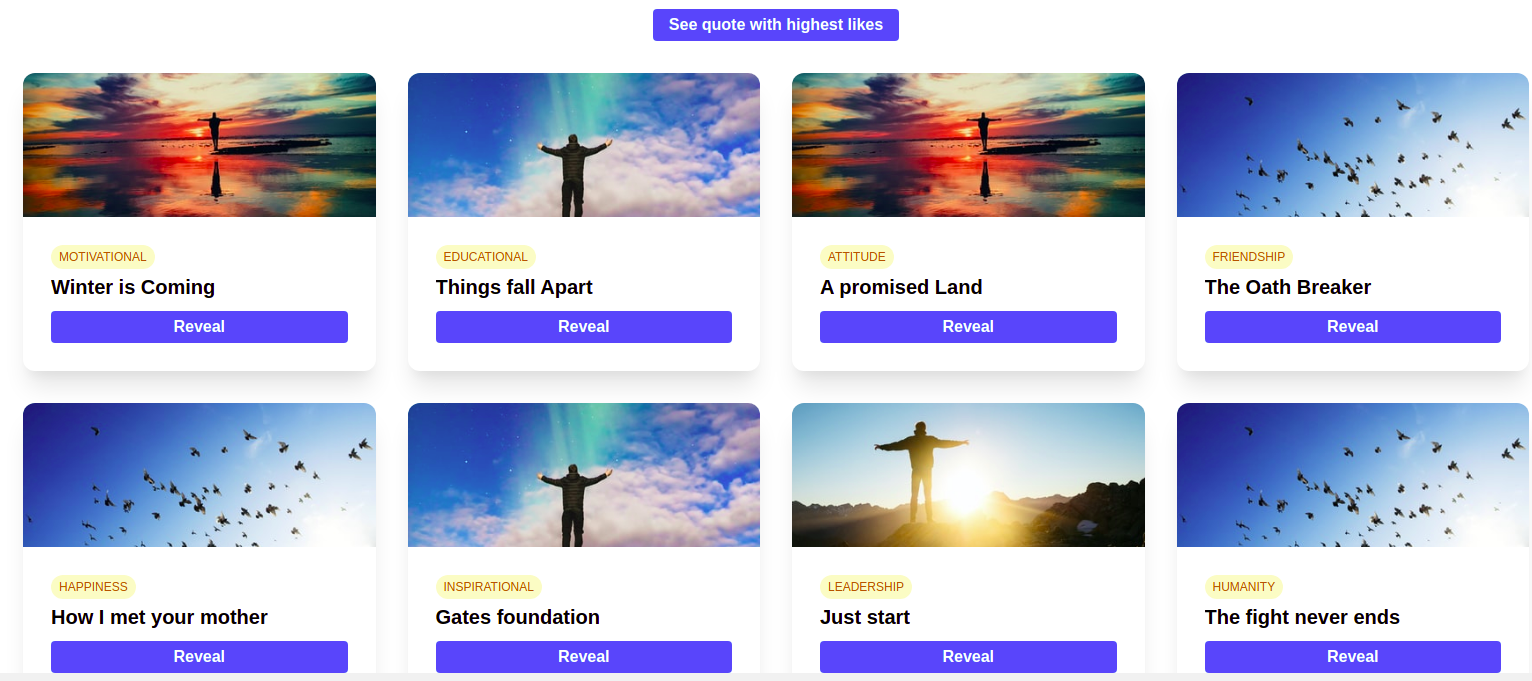 See quote with highest likes
MOTIVATIONAL
Winter is Coming
Reveal
EDUCATIONAL
Things fall Apart
Reveal
ATTITUDE
A promised Land
Reveal
FRIENDSHIP
The Oath Breaker
Reveal
HAPPINESS
How I met your mother
Reveal
INSPIRATIONAL
Gates foundation
Reveal
LEADERSHIP
Just start
Reveal
HUMANITY
The fight never ends
Reveal